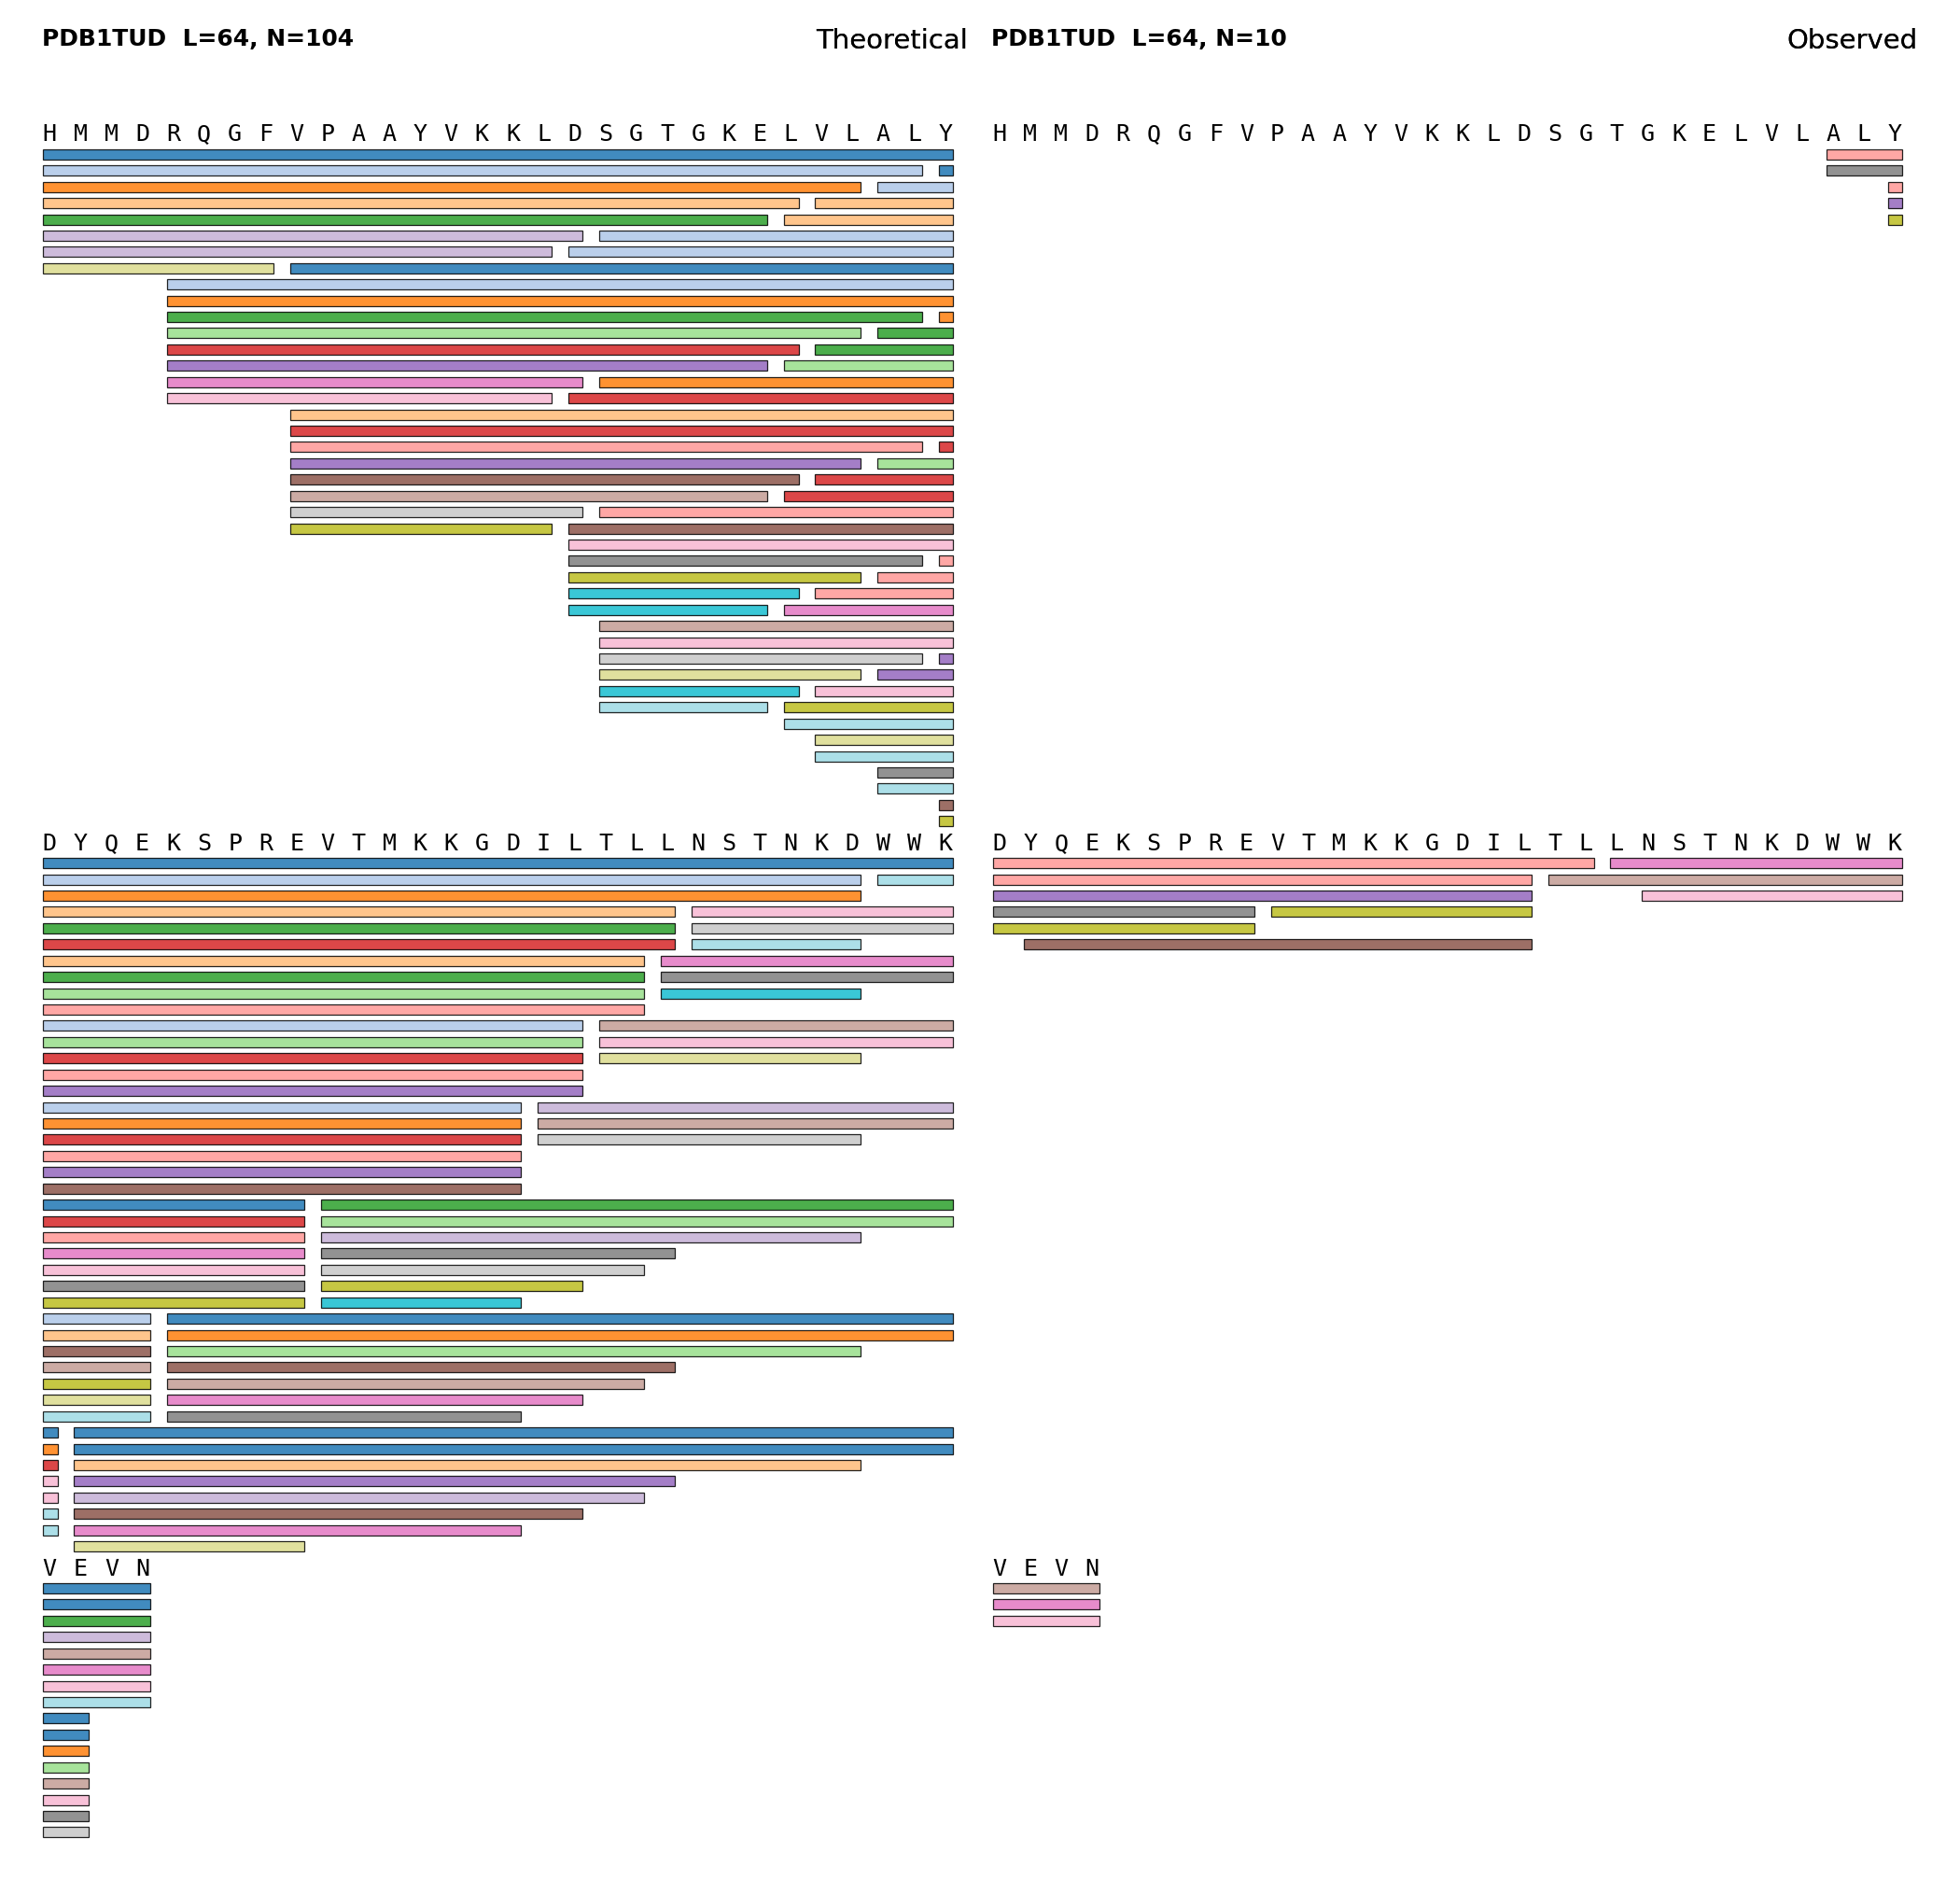 PDB1TUD L=64, N=104 Theoretical PDB1TUD L=64, N=10 Observed
H M M D R Q G F V P A A Y V K K L D S G T G K E L V L A L Y H M M D R Q G F V P A A Y V K K L D S G T G K E L V L A L Y
D Y Q E K S P R E V T M K K G D I L T L L N S T N K D W W K D Y Q E K S P R E V T M K K G D I L T L L N S T N K D W W K
V E V N V E V N